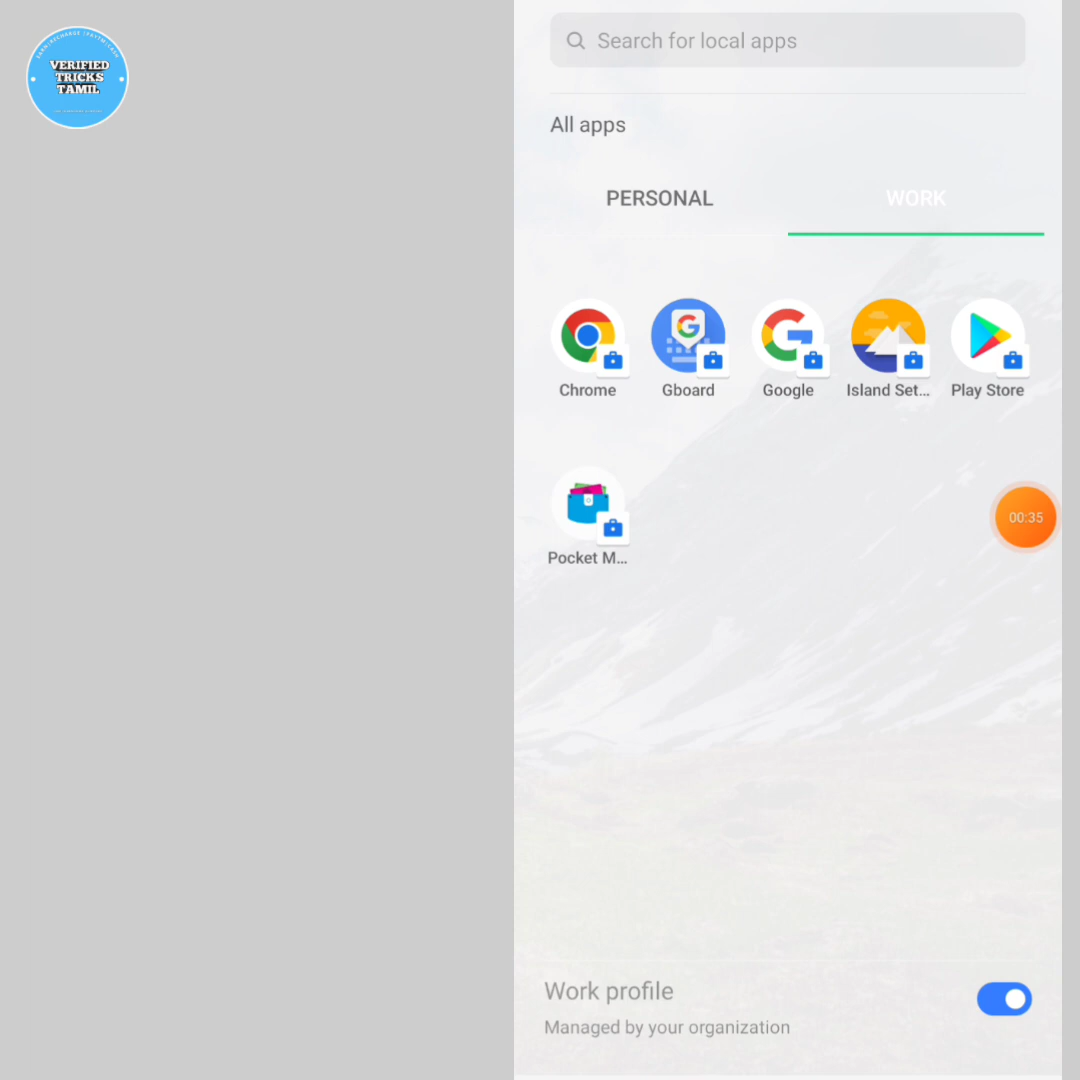 VERIFIED
TRICKS
TAMIL
Search for local apps
All apps
PERSONAL
WORK
Chrome
Gboard
Google
Island Set...
Play Store
Pocket M...
00:35
Work profile
Managed by your organization